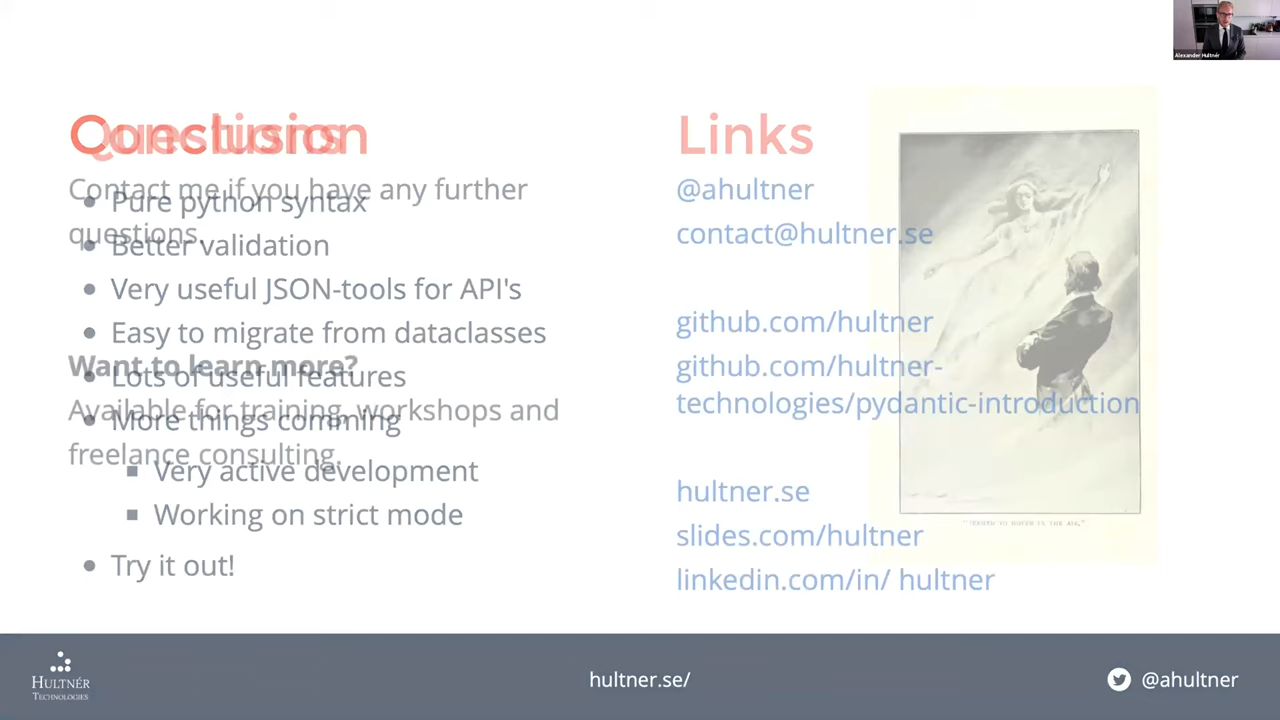 Alexander Hultnér
Conclusion
Pure python syntax
Better validation
Very useful JSON-tools for API's
Easy to migrate from dataclasses
Lots of useful features
More things comming
Very active development
Working on strict mode
Try it out!
Questions
Contact me if you have any further
questions.
Want to learn more?
Available for training, workshops and
freelance consulting.
Links
@ahultner
contact@hultner.se
github.com/hultner
github.com/hultner-
technologies/pydantic-introduction
hultner.se
slides.com/hultner
linkedin.com/in/ hultner
HULTNÉR
TECHNOLOGIES
hultner.se/
@ahultner